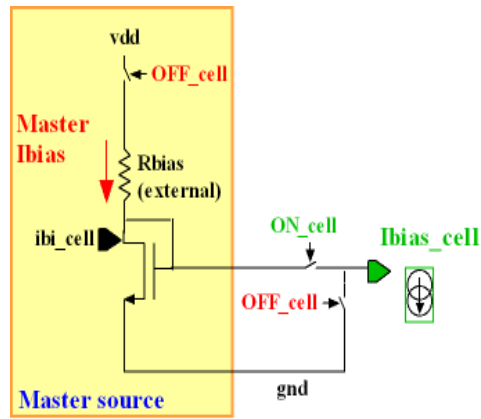 vdd
OFF_cell
Master
Ibias
Rbias
(external)
ibi_cell
ON_cell
Ibias_cell
OFF_cell
gnd
Master source